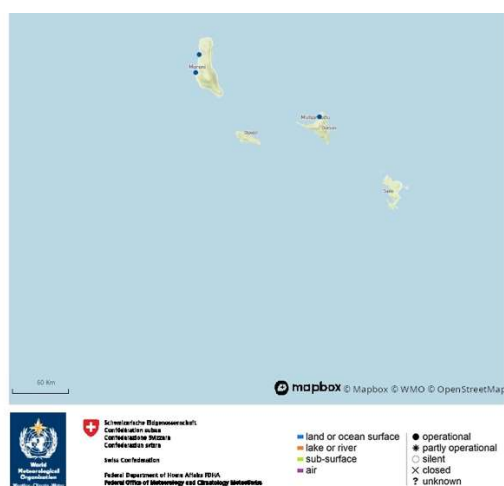 Moroni
Mutsamudu
60 Km
mapbox © Mapbox © WMO © OpenStreetMap
World
Meteorological
Organization
Schweizerische Eidgenossenschaft
Confédération suisse
Confederazione Svizzera
Confederaziun svizra
Swiss Confederation
Federal Department of Home Affairs FDHA
Federal Office of Meteorology and Climatology MeteoSwiss
land or ocean surface
lake or river
sub-surface
air
operational
partly operational
silent
closed
? unknown